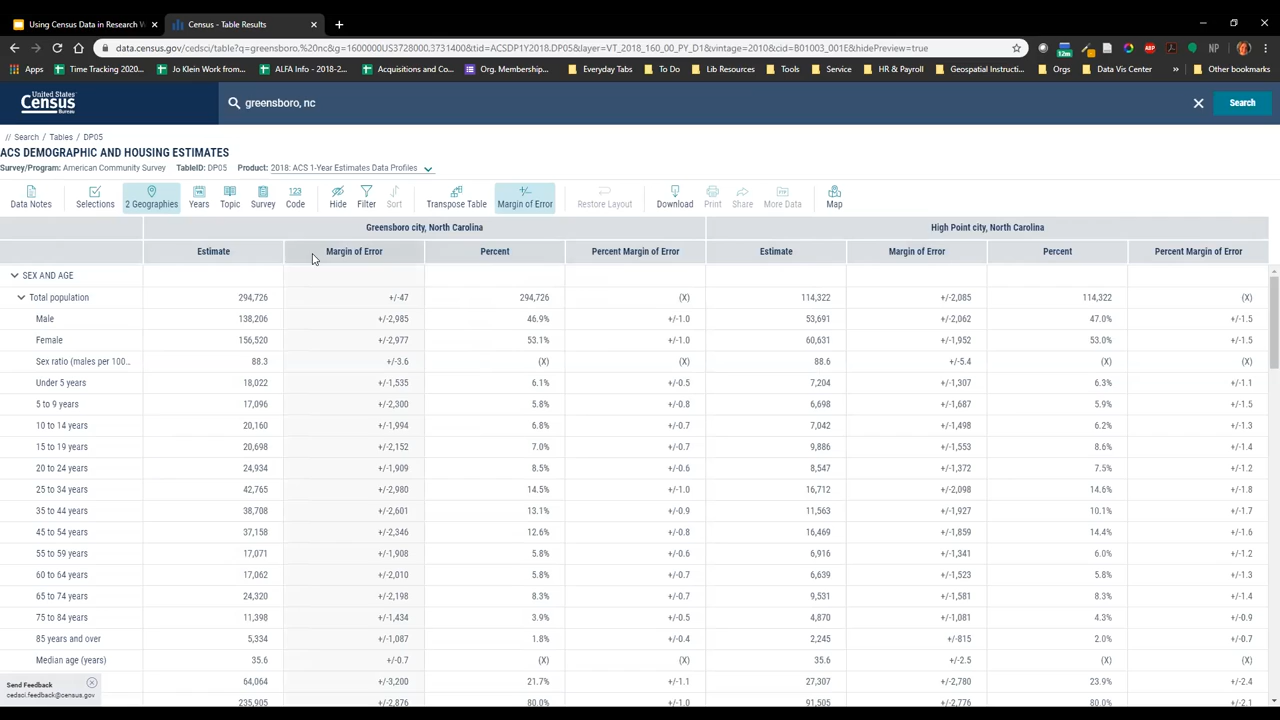 Using Census Data in Research W
Census - Table Results
data.census.gov/cedsci/table?q=greensboro.%20nc&g=1600000US3728000,3731400&tid=ACSDP1Y2018.DP05&layer=VT_2018_160_00_PY_D1&vintage=2010&cid=B01003_001E&hidePreview=true
Apps Time Tracking 2020... Jo Klein Work from... ALFA Info - 2018-2... Acquisitions and Co... Org. Membership... Everyday Tabs To Do Lib Resources Tools Service HR & Payroll Geospatial Instructi... Orgs Data Vis Center » Other bookmarks
United States
Census
Bureau
greensboro, nc
Search
// Search / Tables / DP05
ACS DEMOGRAPHIC AND HOUSING ESTIMATES
Survey/Program: American Community Survey TableID: DP05 Product: 2018: ACS 1-Year Estimates Data Profiles
Data Notes Selections 2 Geographies Years Topic Survey Code Hide Filter Sort Transpose Table Margin of Error Restore Layout Download Print Share More Data Map
Greensboro city, North Carolina High Point city, North Carolina
Estimate Margin of Error Percent Percent Margin of Error Estimate Margin of Error Percent Percent Margin of Error
SEX AND AGE
Total population 294,726 +/-47 294,726 (X) 114,322 +/-2,085 114,322 (X)
Male 138,206 +/-2,985 46.9% +/-1.0 53,691 +/-2,062 47.0% +/-1.5
Female 156,520 +/-2,977 53.1% +/-1.0 60,631 +/-1,952 53.0% +/-1.5
Sex ratio (males per 100... 88.3 +/-3.6 (X) (X) 88.6 +/-5.4 (X) (X)
Under 5 years 18,022 +/-1,535 6.1% +/-0.5 7,204 +/-1,307 6.3% +/-1.1
5 to 9 years 17,096 +/-2,300 5.8% +/-0.8 6,698 +/-1,687 5.9% +/-1.5
10 to 14 years 20,160 +/-1,994 6.8% +/-0.7 7,042 +/-1,498 6.2% +/-1.3
15 to 19 years 20,698 +/-2,152 7.0% +/-0.7 9,886 +/-1,553 8.6% +/-1.4
20 to 24 years 24,934 +/-1,909 8.5% +/-0.6 8,547 +/-1,372 7.5% +/-1.2
25 to 34 years 42,765 +/-2,980 14.5% +/-1.0 16,712 +/-2,098 14.6% +/-1.8
35 to 44 years 38,708 +/-2,601 13.1% +/-0.9 11,563 +/-1,927 10.1% +/-1.7
45 to 54 years 37,158 +/-2,346 12.6% +/-0.8 16,469 +/-1,859 14.4% +/-1.6
55 to 59 years 17,071 +/-1,908 5.8% +/-0.6 6,916 +/-1,341 6.0% +/-1.2
60 to 64 years 17,062 +/-2,010 5.8% +/-0.7 6,639 +/-1,523 5.8% +/-1.3
65 to 74 years 24,320 +/-2,198 8.3% +/-0.7 9,531 +/-1,581 8.3% +/-1.4
75 to 84 years 11,398 +/-1,434 3.9% +/-0.5 4,870 +/-1,081 4.3% +/-0.9
85 years and over 5,334 +/-1,087 1.8% +/-0.4 2,245 +/-815 2.0% +/-0.7
Median age (years) 35.6 +/-0.7 (X) (X) 35.6 +/-2.5 (X) (X)
64,064 +/-3,200 21.7% +/-1.1 27,307 +/-2,780 23.9% +/-2.4
235,905 +/-2,876 80.0% +/-1.0 91,505 +/-2,776 80.0% +/-2.1
Send Feedback
cedsci.feedback@census.gov